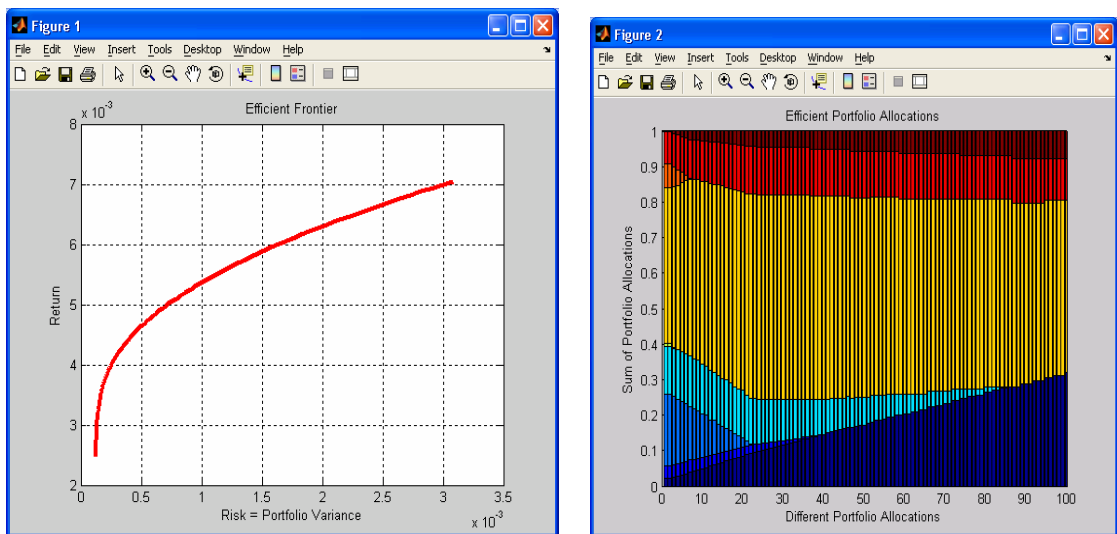 Figure 1
File Edit View Insert Tools Desktop Window Help
x 10^-3
Efficient Frontier
8
7
6
5
4
3
2
Return
0 0.5 1 1.5 2 2.5 3 3.5
Risk = Portfolio Variance
x 10^-3
Figure 2
File Edit View Insert Tools Desktop Window Help
Efficient Portfolio Allocations
1
0.9
0.8
0.7
0.6
0.5
0.4
0.3
0.2
0.1
0
Sum of Portfolio Allocations
0 10 20 30 40 50 60 70 80 90 100
Different Portfolio Allocations